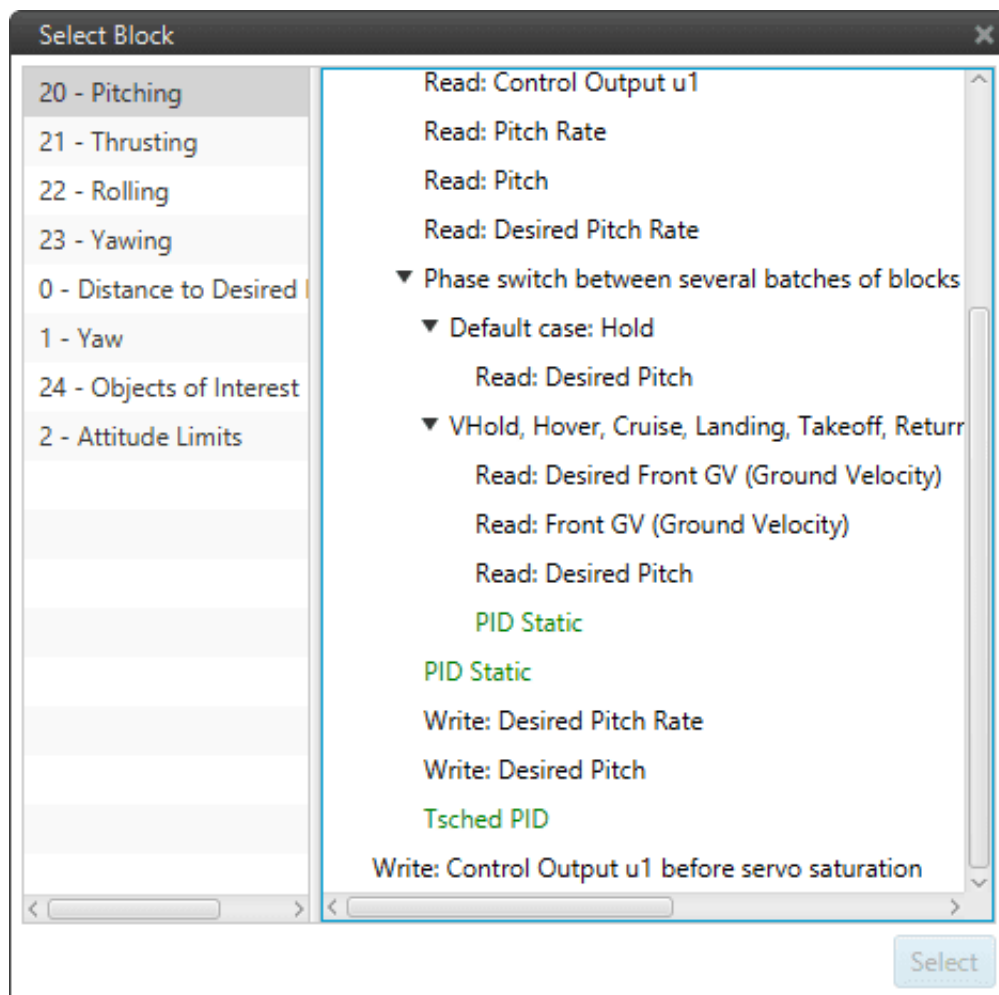 Select Block
20 - Pitching
21 - Thrusting
22 - Rolling
23 - Yawing
0 - Distance to Desired
1 - Yaw
24 - Objects of Interest
2 - Attitude Limits
Read: Control Output u1
Read: Pitch Rate
Read: Pitch
Read: Desired Pitch Rate
Phase switch between several batches of blocks
Default case: Hold
Read: Desired Pitch
VHold, Hover, Cruise, Landing, Takeoff,
Read: Desired Front GV (Ground Velocity)
Read: Front GV (Ground Velocity)
Read: Desired Pitch
PID Static
PID Static
Write: Desired Pitch Rate
Write: Desired Pitch
Tsched PID
Write: Control Output u1 before servo saturation
Select